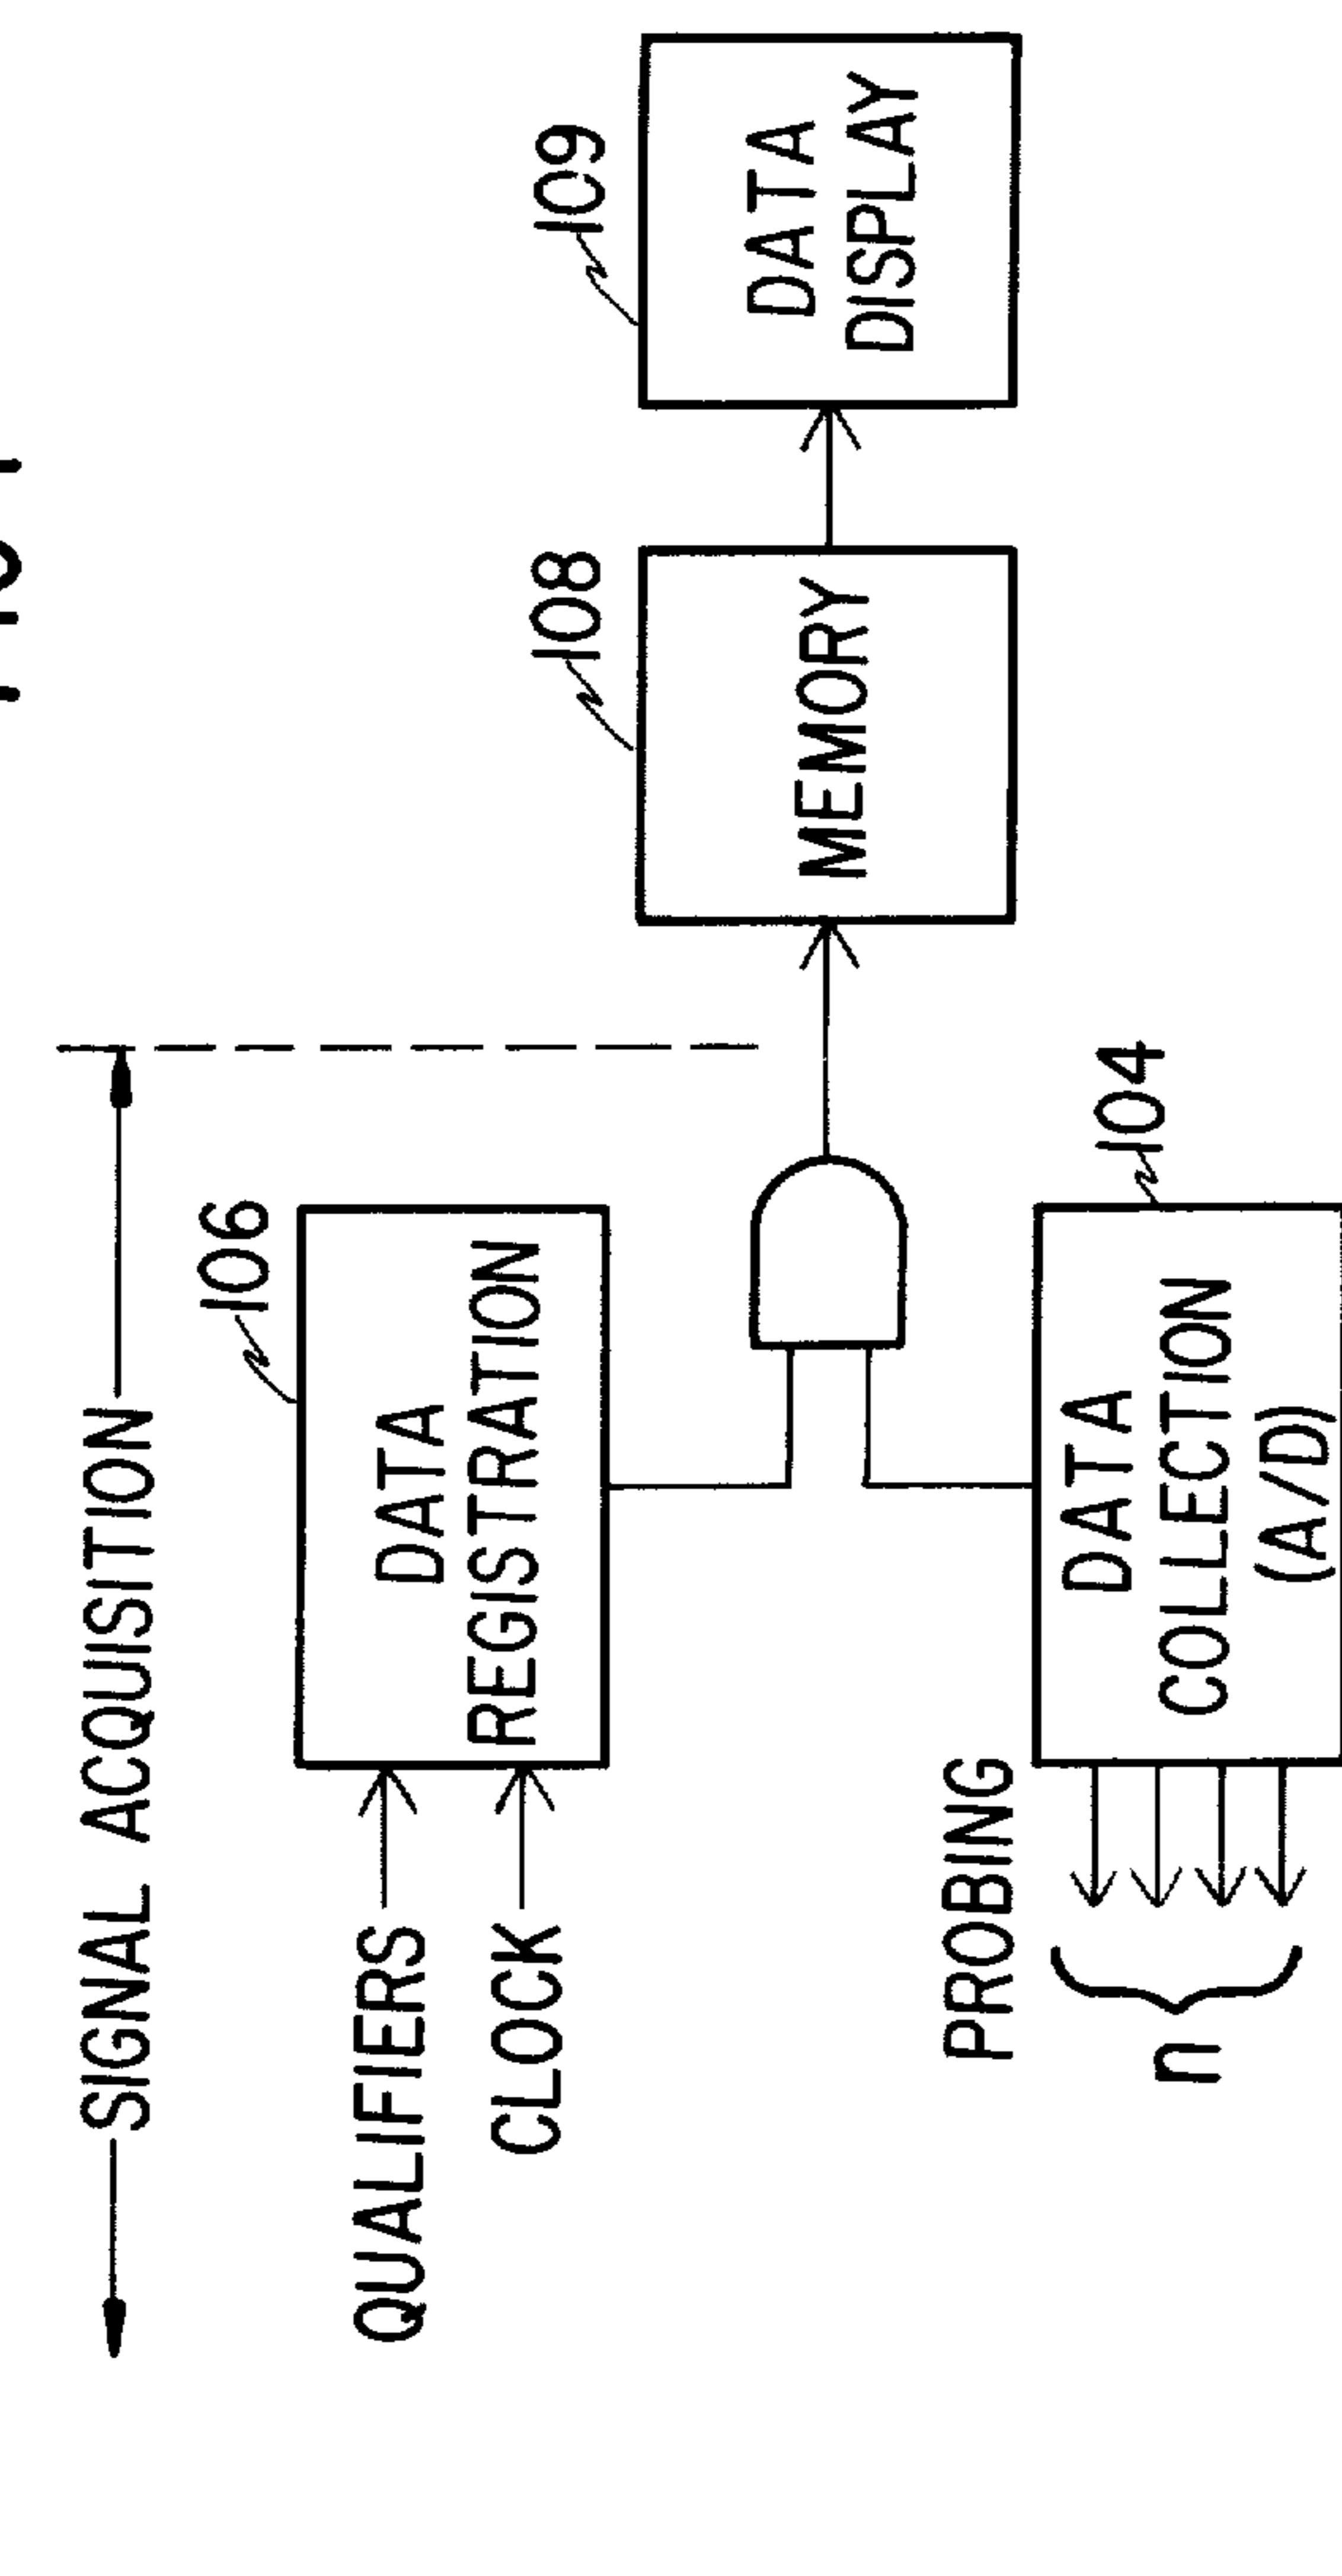 SIGNAL ACQUISITION
106
DATA
REGISTRATION
QUALIFIERS
CLOCK
108
MEMORY
109
DATA
DISPLAY
PROBING
n
104
DATA
COLLECTION
(A/D)